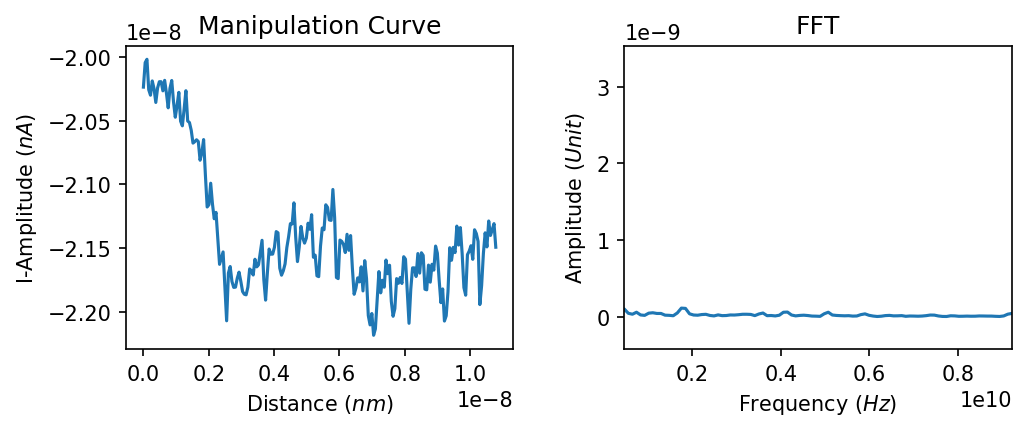 Manipulation Curve
1e−8
−2.00
−2.05
−2.10
−2.15
−2.20
I-Amplitude (nA)
0.0 0.2 0.4 0.6 0.8 1.0
1e−8
Distance (nm)
FFT
1e−9
3
2
1
0
Amplitude (Unit)
0.2 0.4 0.6 0.8
1e10
Frequency (Hz)